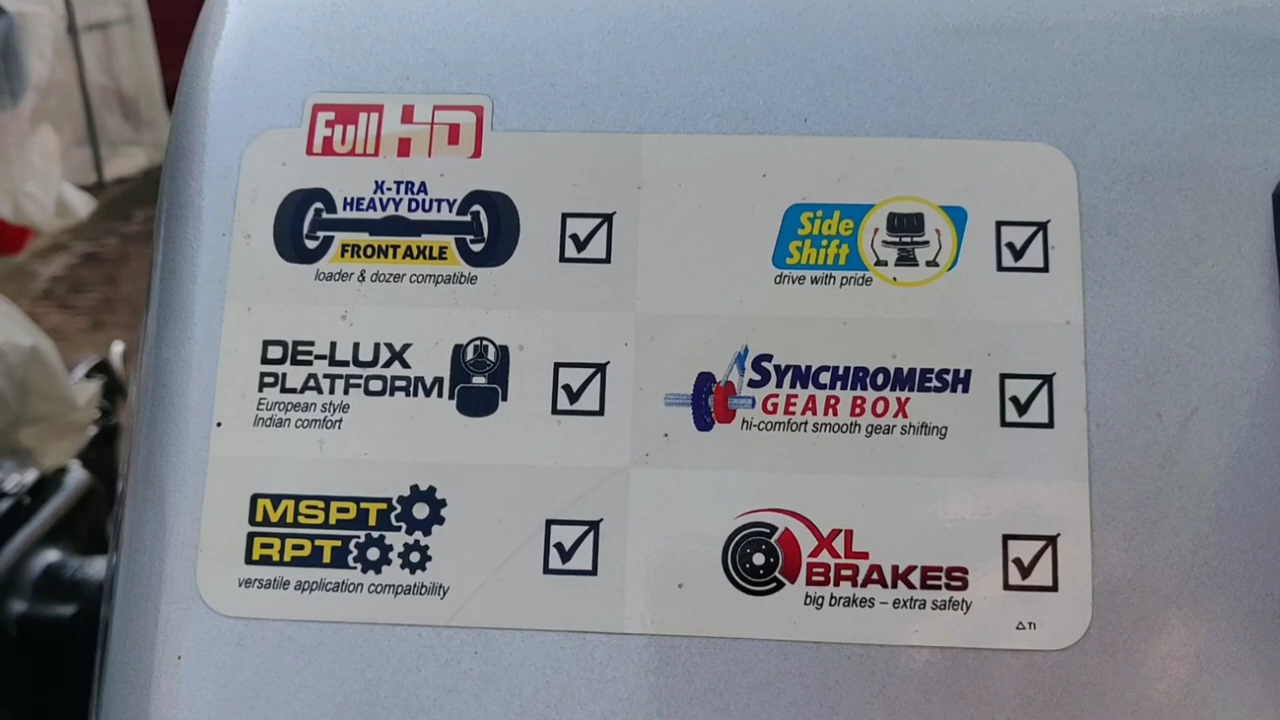 Full HD
X-TRA
HEAVY DUTY
FRONT AXLE
loader & dozer compatible
Side
Shift
drive with pride
DE-LUX
PLATFORM
European style
Indian comfort
SYNCHROMESH
GEAR BOX
hi-comfort smooth gear shifting
MSPT
RPT
versatile application compatibility
XL
BRAKES
big brakes – extra safety
△ TI